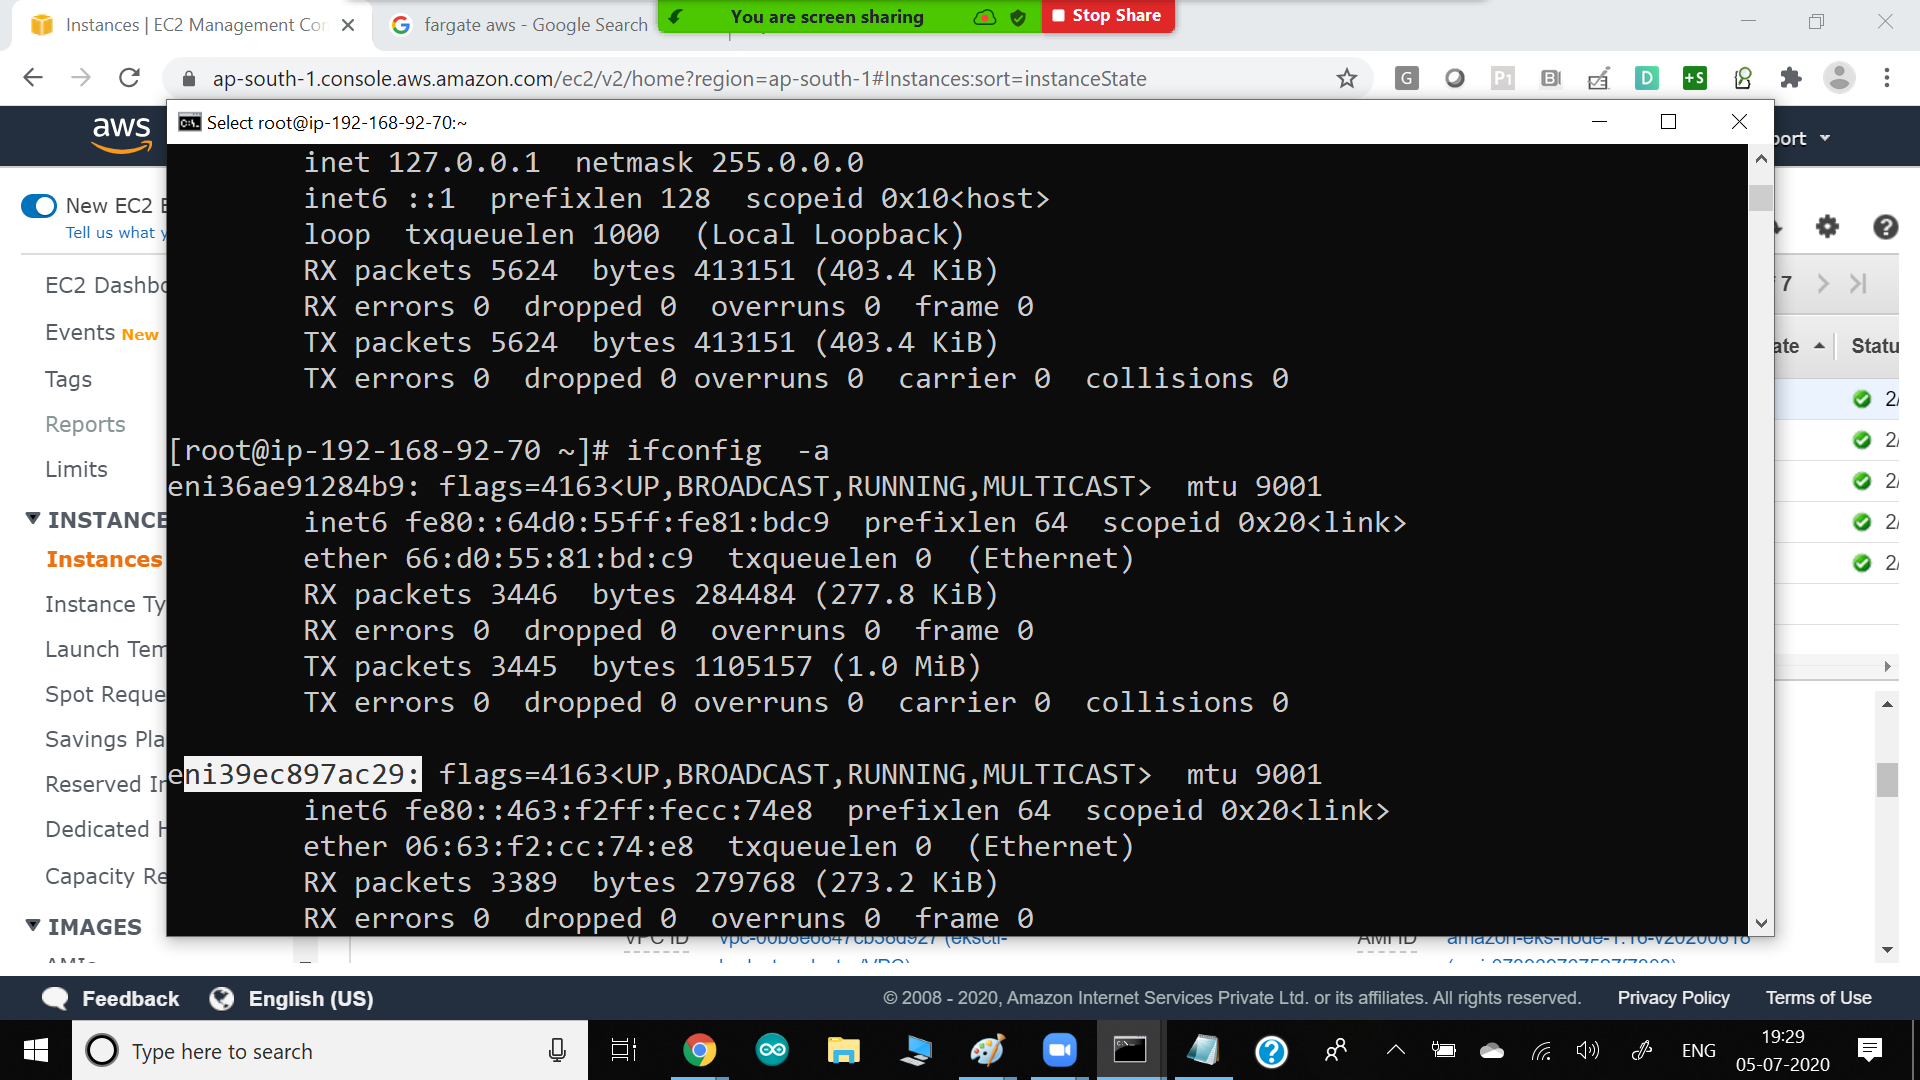 You are screen sharing
Stop Share
Instances | EC2 Management Cor
fargate aws - Google Search
ap-south-1.console.aws.amazon.com/ec2/v2/home?region=ap-south-1#Instances:sort=instanceState
aws
port
Select root@ip-192-168-92-70:~
inet 127.0.0.1 netmask 255.0.0.0
inet6 ::1 prefixlen 128 scopeid 0x10<host>
loop txqueuelen 1000 (Local Loopback)
RX packets 5624 bytes 413151 (403.4 KiB)
RX errors 0 dropped 0 overruns 0 frame 0
TX packets 5624 bytes 413151 (403.4 KiB)
TX errors 0 dropped 0 overruns 0 carrier 0 collisions 0
[root@ip-192-168-92-70 ~]# ifconfig -a
eni36ae91284b9: flags=4163<UP,BROADCAST,RUNNING,MULTICAST> mtu 9001
inet6 fe80::64d0:55ff:fe81:bdc9 prefixlen 64 scopeid 0x20<link>
ether 66:d0:55:81:bd:c9 txqueuelen 0 (Ethernet)
RX packets 3446 bytes 284484 (277.8 KiB)
RX errors 0 dropped 0 overruns 0 frame 0
TX packets 3445 bytes 1105157 (1.0 MiB)
TX errors 0 dropped 0 overruns 0 carrier 0 collisions 0
eni39ec897ac29: flags=4163<UP,BROADCAST,RUNNING,MULTICAST> mtu 9001
inet6 fe80::463:f2ff:fecc:74e8 prefixlen 64 scopeid 0x20<link>
ether 06:63:f2:cc:74:e8 txqueuelen 0 (Ethernet)
RX packets 3389 bytes 279768 (273.2 KiB)
RX errors 0 dropped 0 overruns 0 frame 0
New EC2 E
Tell us what y
EC2 Dashbo
Events New
Tags
Reports
Limits
INSTANCE
Instances
Instance Ty
Launch Tem
Spot Reque
Savings Pla
Reserved In
Dedicated H
Capacity Re
IMAGES
7
ate
Statu
2/
2/
2/
2/
2/
VPC ID
AMI ID
Feedback
English (US)
© 2008 - 2020, Amazon Internet Services Private Ltd. or its affiliates. All rights reserved.
Privacy Policy
Terms of Use
Type here to search
ENG
19:29
05-07-2020